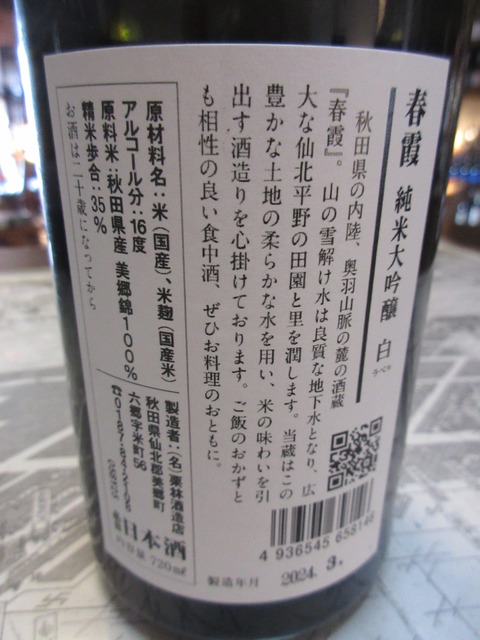 春霞 純米大吟醸 白ラベル
秋田県の内陸、奥羽山脈の麓の酒蔵
『春霞』。山の雪解け水は良質な地下水となり、広
大な仙北平野の田園と里を潤します。当蔵はこの
豊かな土地の柔らかな水を用い、米の味わいを引
出す酒造りを心掛けております。ご飯のおかずと
も相性の良い食中酒、ぜひお料理のおともに。
原材料名：米（国産）、米麹（国産米）
アルコール分：16度
原料米：秋田県産 美郷錦100％
精米歩合：35％
お酒は二十歳になってから
製造者：（名）栗林酒造店
秋田県仙北郡美郷町
六郷字米町56
☎0187-84-2108
日本酒
内容量 720㎖
4 936545 658146
製造年月 2024. 3.